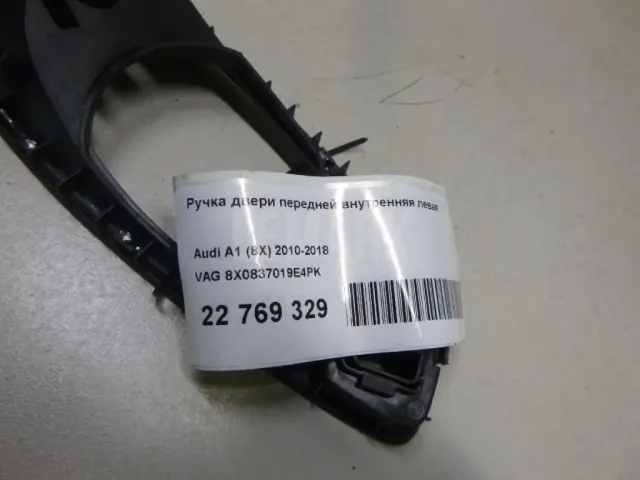 Ручка двери передней внутренняя левая
Audi A1 (8X) 2010-2018
VAG 8X0837019E4PK
22 769 329